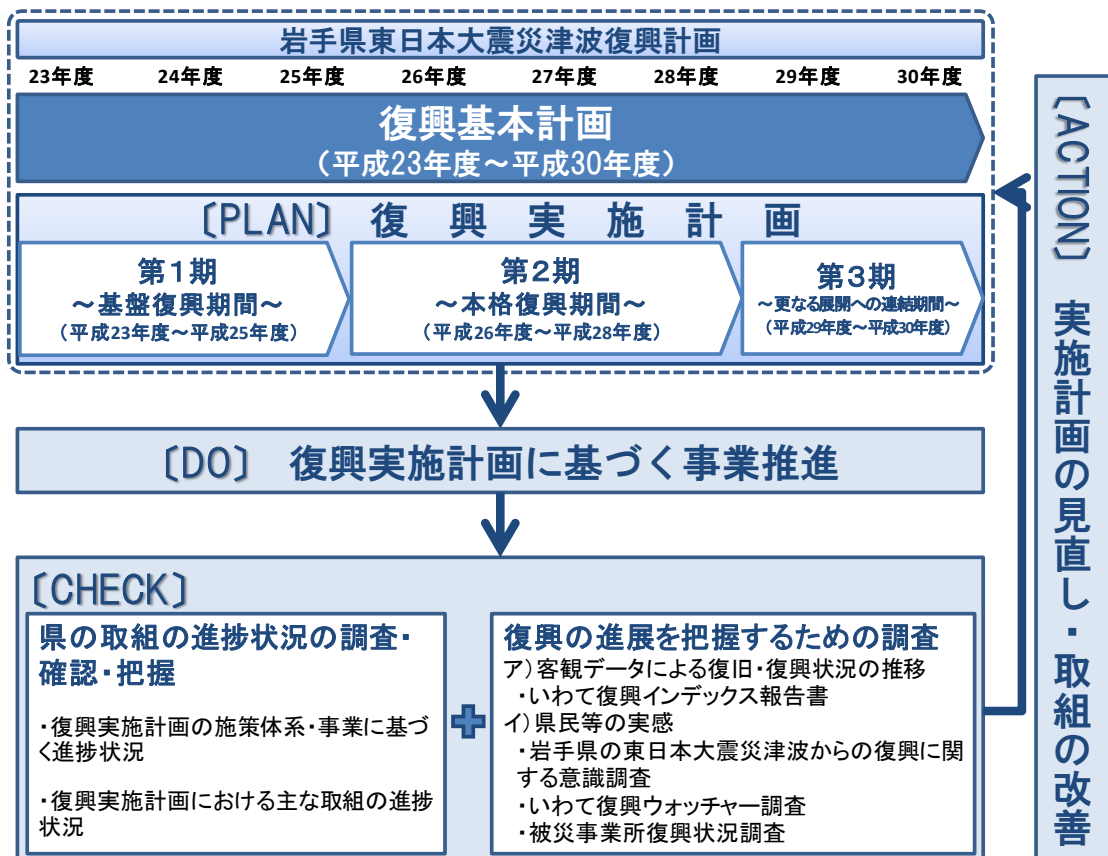 岩手県東日本大震災津波復興計画
23年度 24年度 25年度 26年度 27年度 28年度 29年度 30年度
復興基本計画
（平成23年度～平成30年度）
〔PLAN〕復興実施計画
第1期
～基盤復興期間～
（平成23年度～平成25年度）
第2期
～本格復興期間～
（平成26年度～平成28年度）
第3期
～更なる展開への連結期間～
（平成29年度～平成30年度）
〔DO〕 復興実施計画に基づく事業推進
〔CHECK〕
県の取組の進捗状況の調査・
確認・把握
・復興実施計画の施策体系・事業に基づ
く進捗状況
・復興実施計画における主な取組の進捗
状況
復興の進展を把握するための調査
ア）客観データによる復旧・復興状況の推移
・いわて復興インデックス報告書
イ）県民等の実感
・岩手県の東日本大震災津波からの復興に関
する意識調査
・いわて復興ウォッチャー調査
・被災事業所復興状況調査
〔ACTION〕 実施計画の見直し・取組の改善